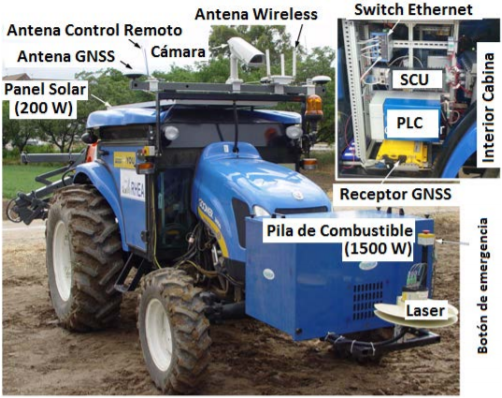 Antena Wireless
Switch Ethernet
Antena Control Remoto
Cámara
Antena GNSS
Panel Solar
(200 W)
SCU
PLC
Interior Cabina
Receptor GNSS
RHEA
Pila de Combustible
(1500 W)
Botón de emergencia
Laser